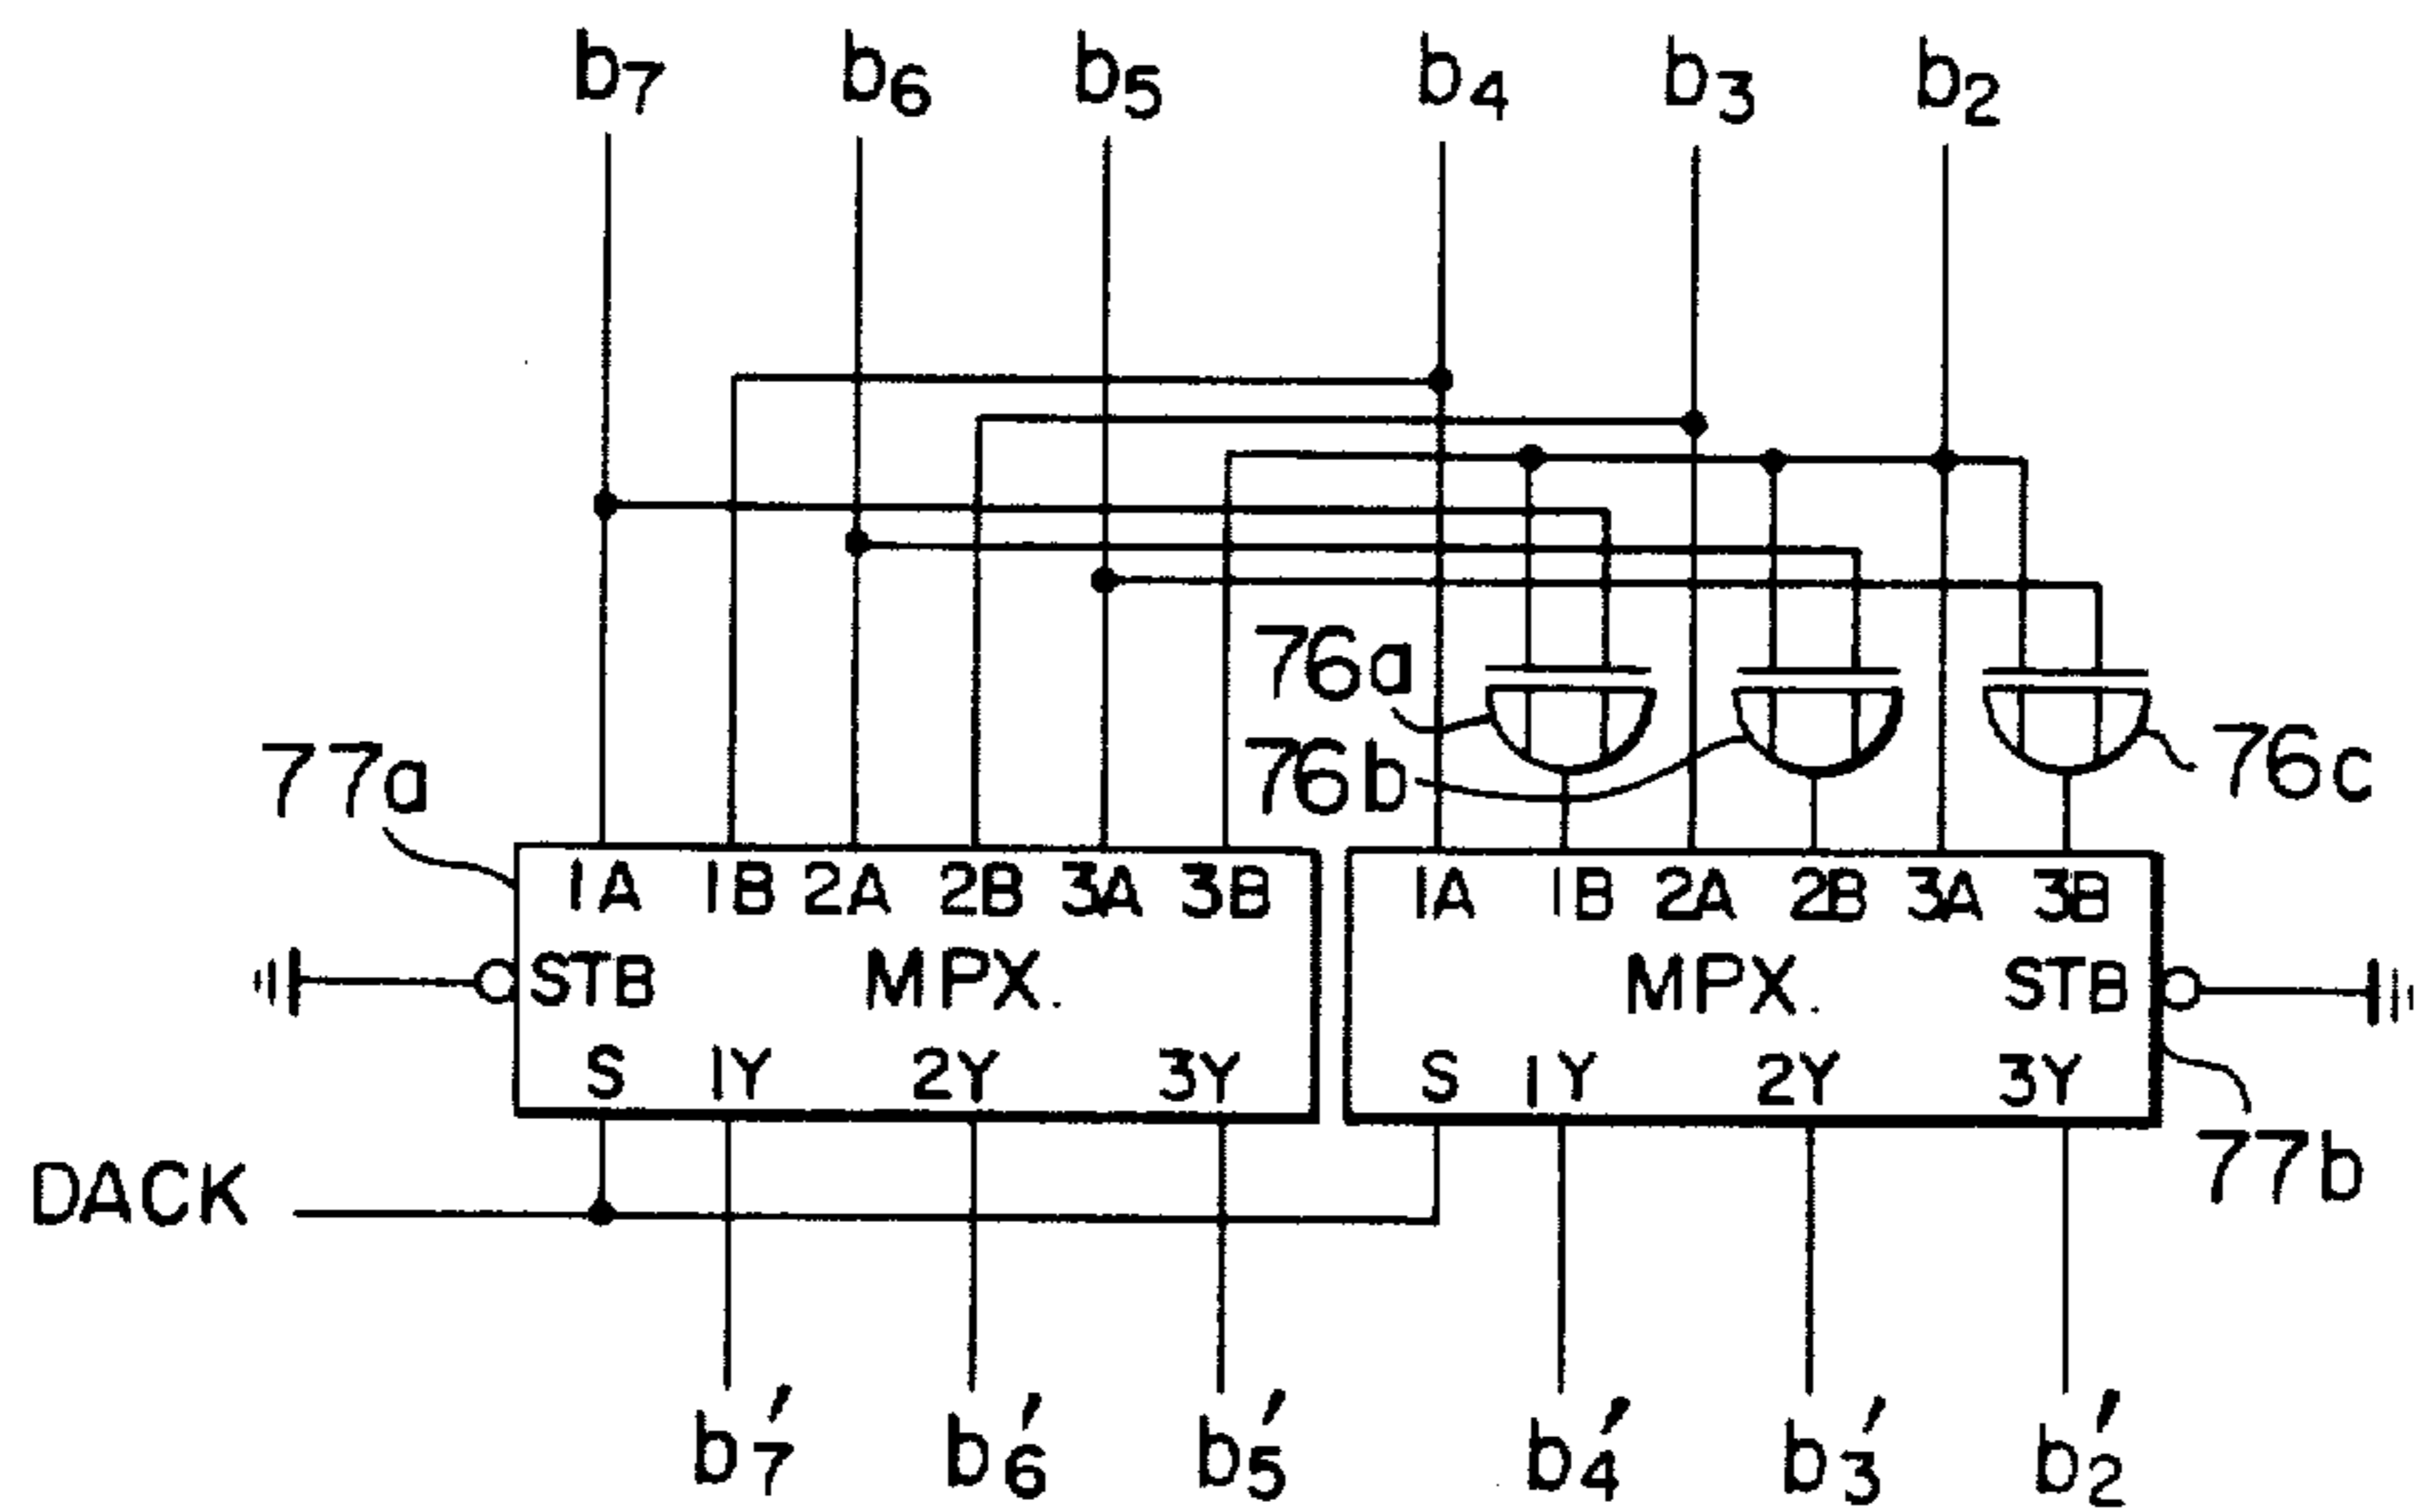 b7 b6 b5 b4 b3 b2
76a
76b
76c
77a
1A 1B 2A 2B 3A 3B
1A 1B 2A 2B 3A 3B
STB MPX.
MPX. STB
S 1Y 2Y 3Y
S 1Y 2Y 3Y
77b
DACK
b7' b6' b5' b4' b3' b2'